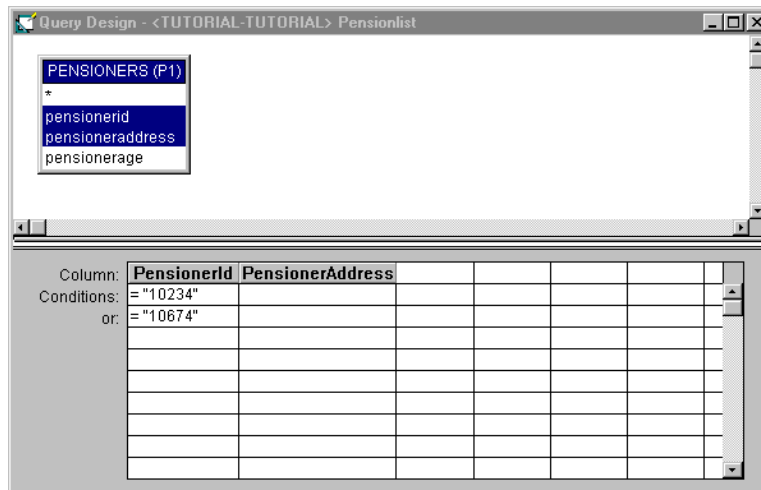 Query Design - <TUTORIAL-TUTORIAL> Pensionlist
PENSIONERS (P1)
*
pensionerid
pensioneraddress
pensionerage
Column: PensionerId PensionerAddress
Conditions: = "10234"
or: = "10674"